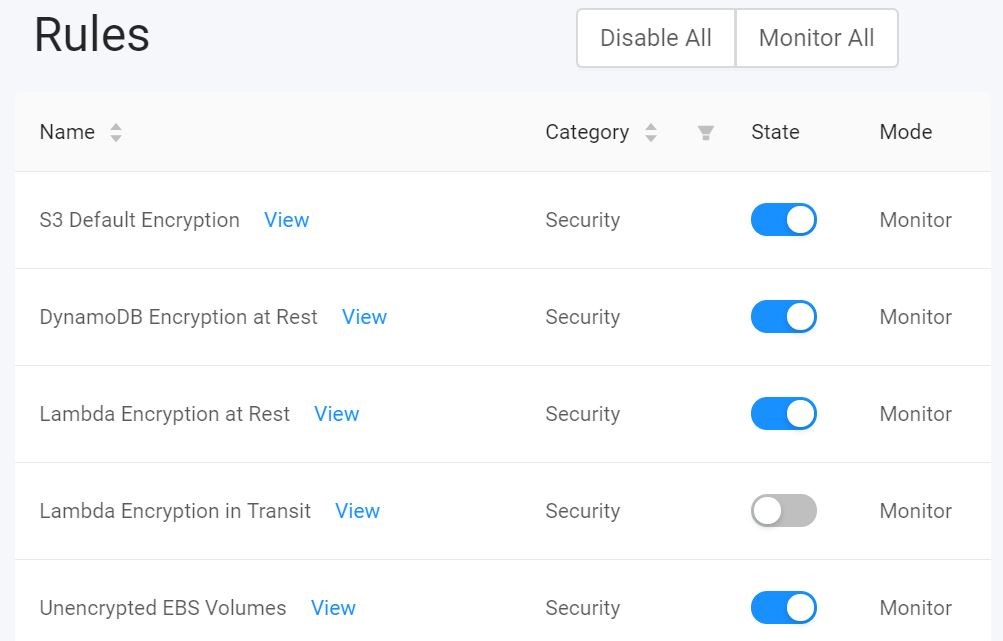 Rules Disable All Monitor All
Name Category State Mode
S3 Default Encryption View Security Monitor
DynamoDB Encryption at Rest View Security Monitor
Lambda Encryption at Rest View Security Monitor
Lambda Encryption in Transit View Security Monitor
Unencrypted EBS Volumes View Security Monitor